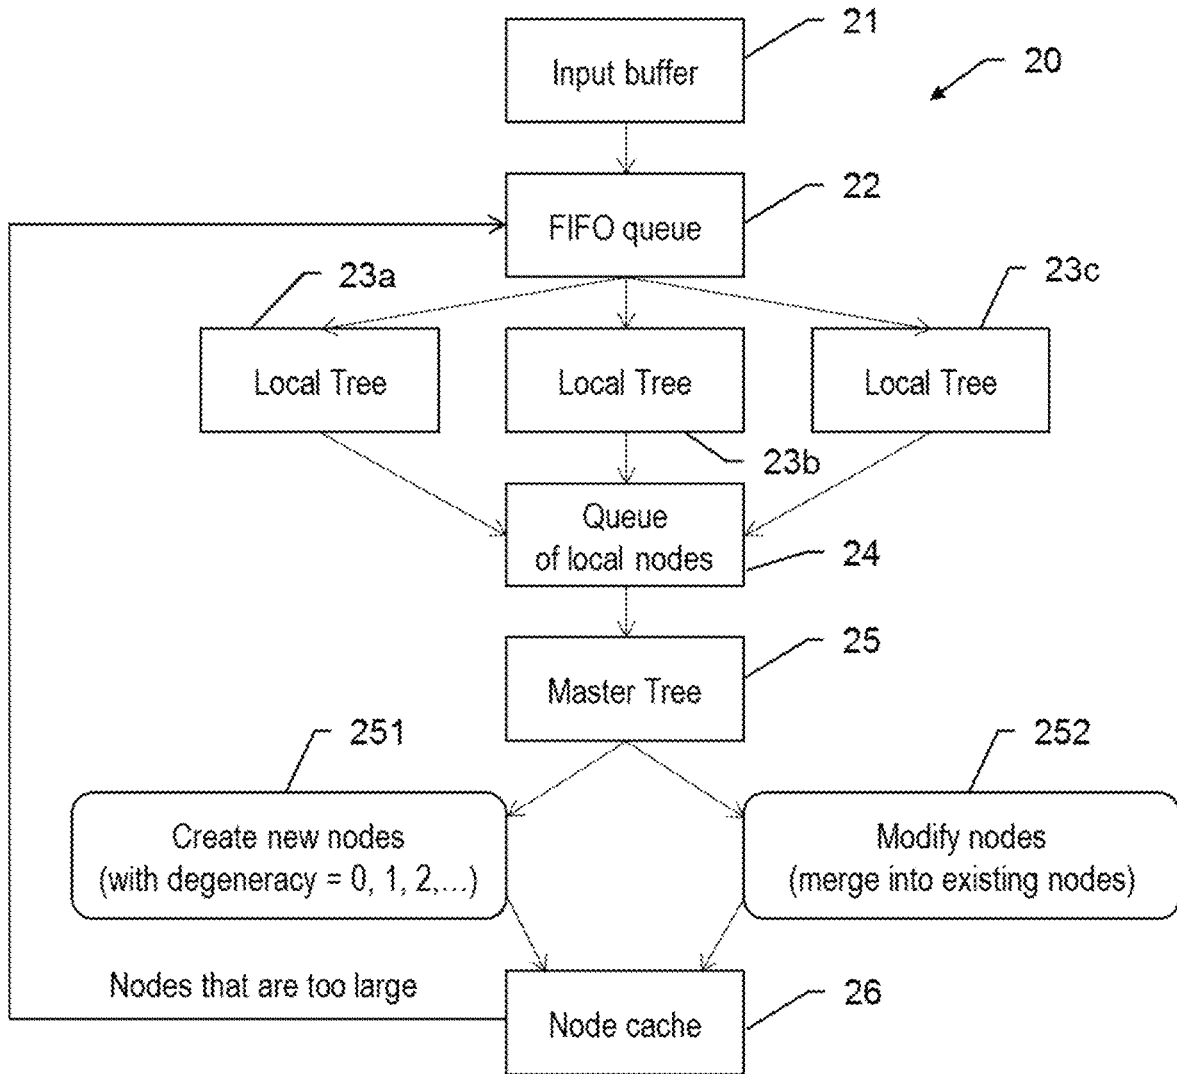 21
Input buffer
20
22
FIFO queue
23a
23c
Local Tree
Local Tree
Local Tree
23b
Queue
of local nodes
24
25
Master Tree
251
252
Create new nodes
(with degeneracy = 0, 1, 2,...)
Modify nodes
(merge into existing nodes)
Nodes that are too large
26
Node cache